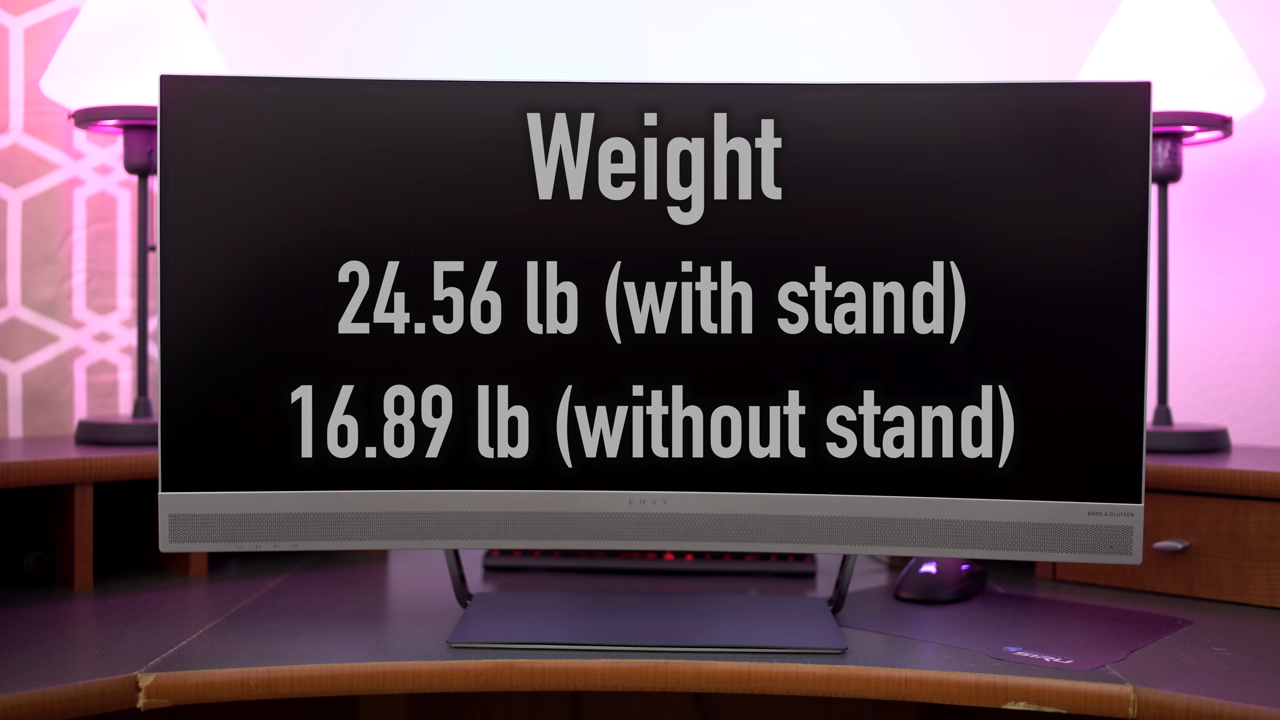 Weight
24.56 lb (with stand)
16.89 lb (without stand)
ENVY
BANG & OLUFSEN